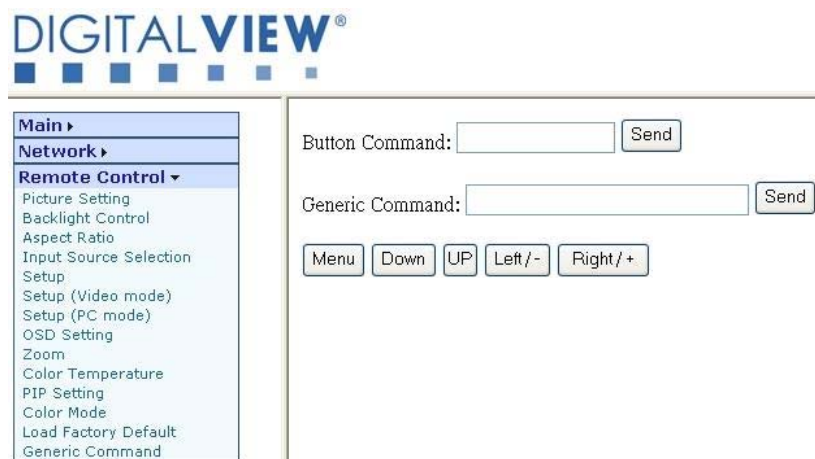 DIGITALVIEW®
Main
Network
Remote Control
Picture Setting
Backlight Control
Aspect Ratio
Input Source Selection
Setup
Setup (Video mode)
Setup (PC mode)
OSD Setting
Zoom
Color Temperature
PIP Setting
Color Mode
Load Factory Default
Generic Command
Button Command: Send
Generic Command: Send
Menu Down UP Left/- Right/+